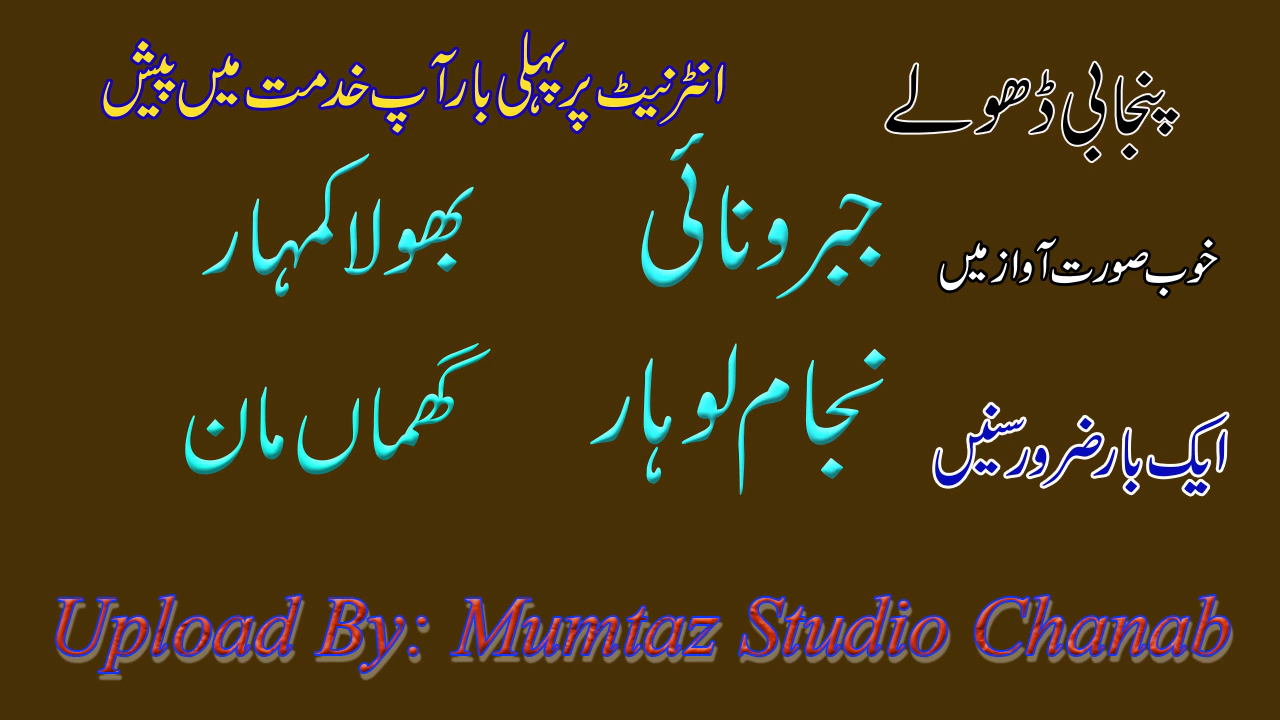 پنجابی ڈھولے
انٹرنیٹ پر پہلی بار آپ خدمت میں پیش
خوب صورت آواز میں
جبرو نائی
بھولا کمہار
ایک بار ضرور سنیں
نجام لوہار
گھماں مان
Upload By: Mumtaz Studio Chanab